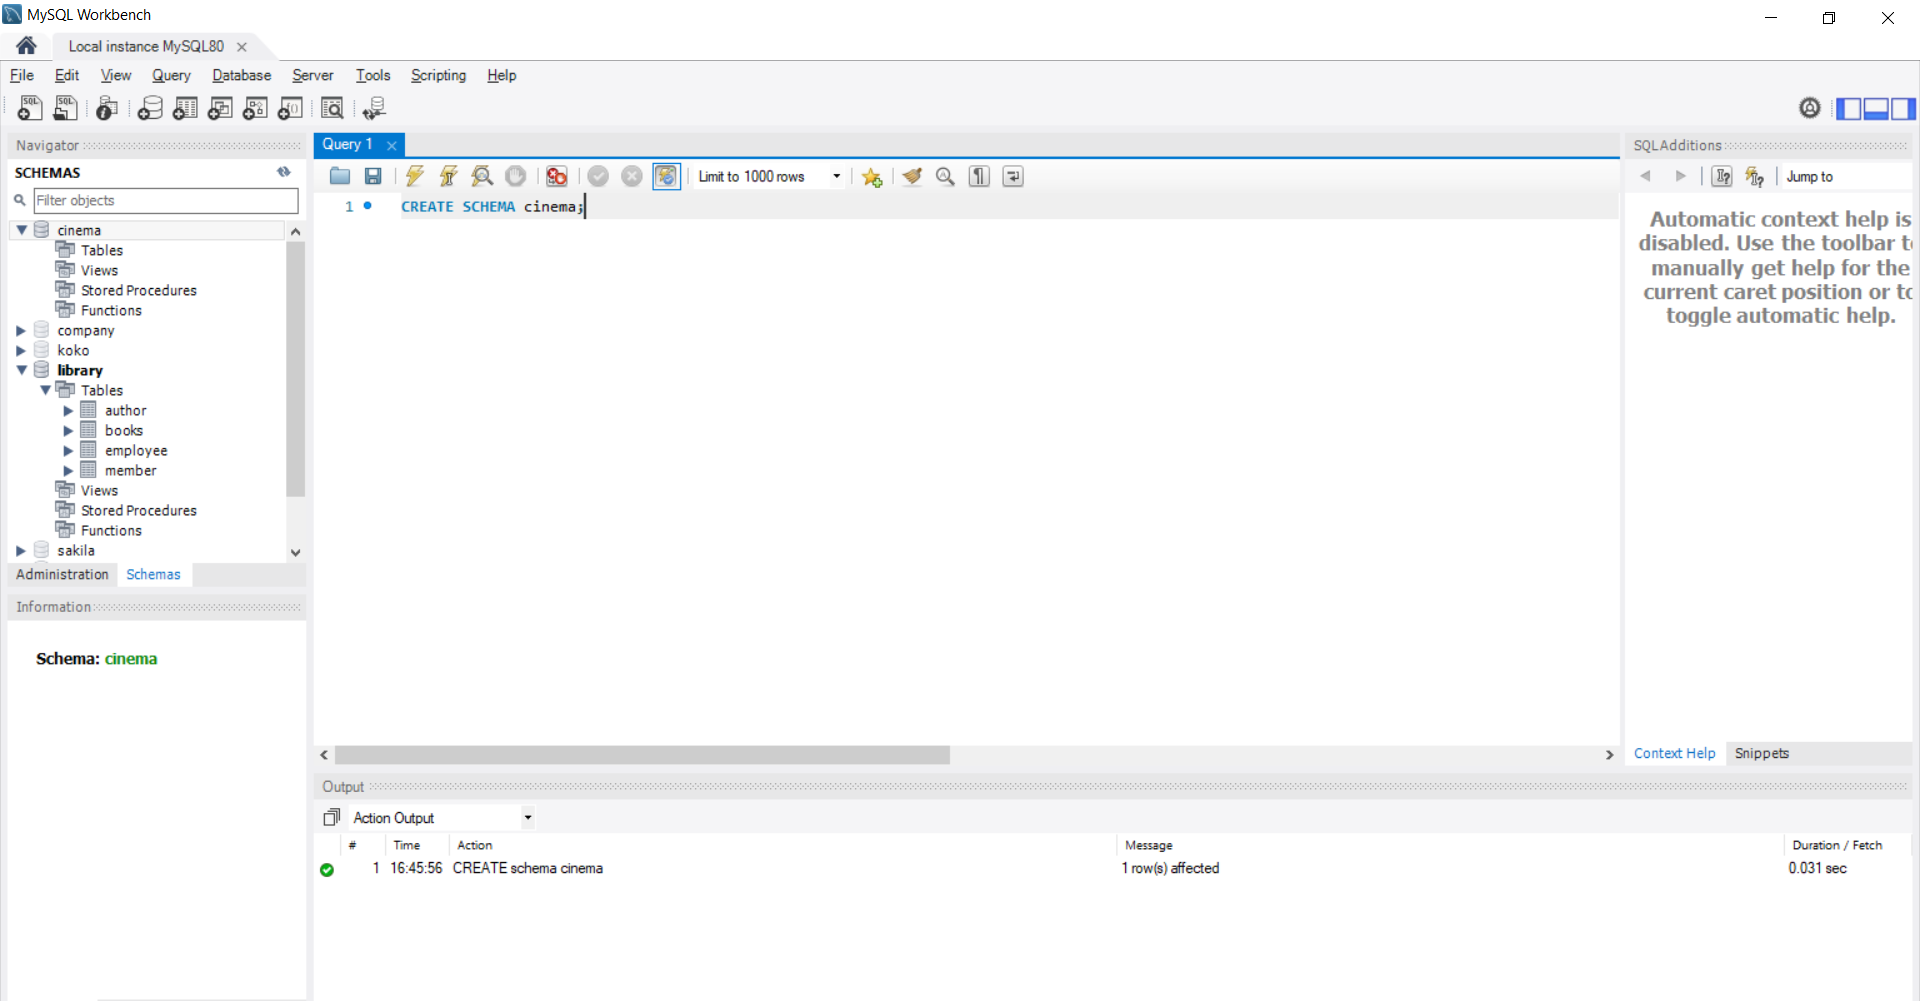 MySQL Workbench
Local instance MySQL80
File Edit View Query Database Server Tools Scripting Help
Navigator
SCHEMAS
Filter objects
cinema
Tables
Views
Stored Procedures
Functions
company
koko
library
Tables
author
books
employee
member
Views
Stored Procedures
Functions
sakila
Administration Schemas
Information
Schema: cinema
Query 1
Limit to 1000 rows
1 CREATE SCHEMA cinema;
SQLAdditions
Jump to
Automatic context help is
disabled. Use the toolbar t
manually get help for the
current caret position or to
toggle automatic help.
Context Help Snippets
Output
Action Output
# Time Action Message Duration / Fetch
1 16:45:56 CREATE schema cinema 1 row(s) affected 0.031 sec